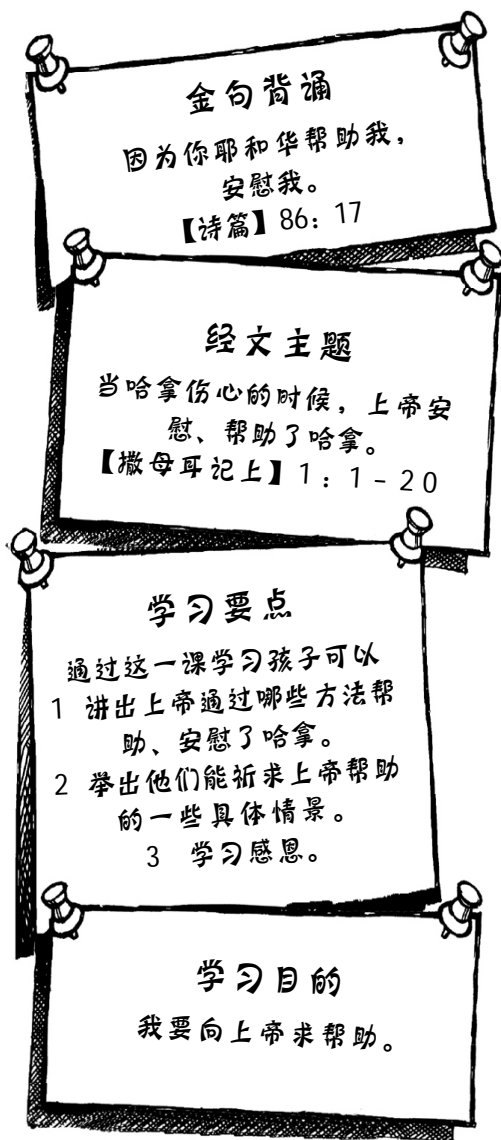 金句背诵
因为你耶和华帮助我，
安慰我。
【诗篇】86：17
经文主题
当哈拿伤心的时候，上帝安
慰、帮助了哈拿。
【撒母耳记上】1：1-20
学习要点
通过这一课学习孩子可以
1 讲出上帝通过哪些方法帮
助、安慰了哈拿。
2 举出他们能祈求上帝帮助
的一些具体情景。
3 学习感恩。
学习目的
我要向上帝求帮助。